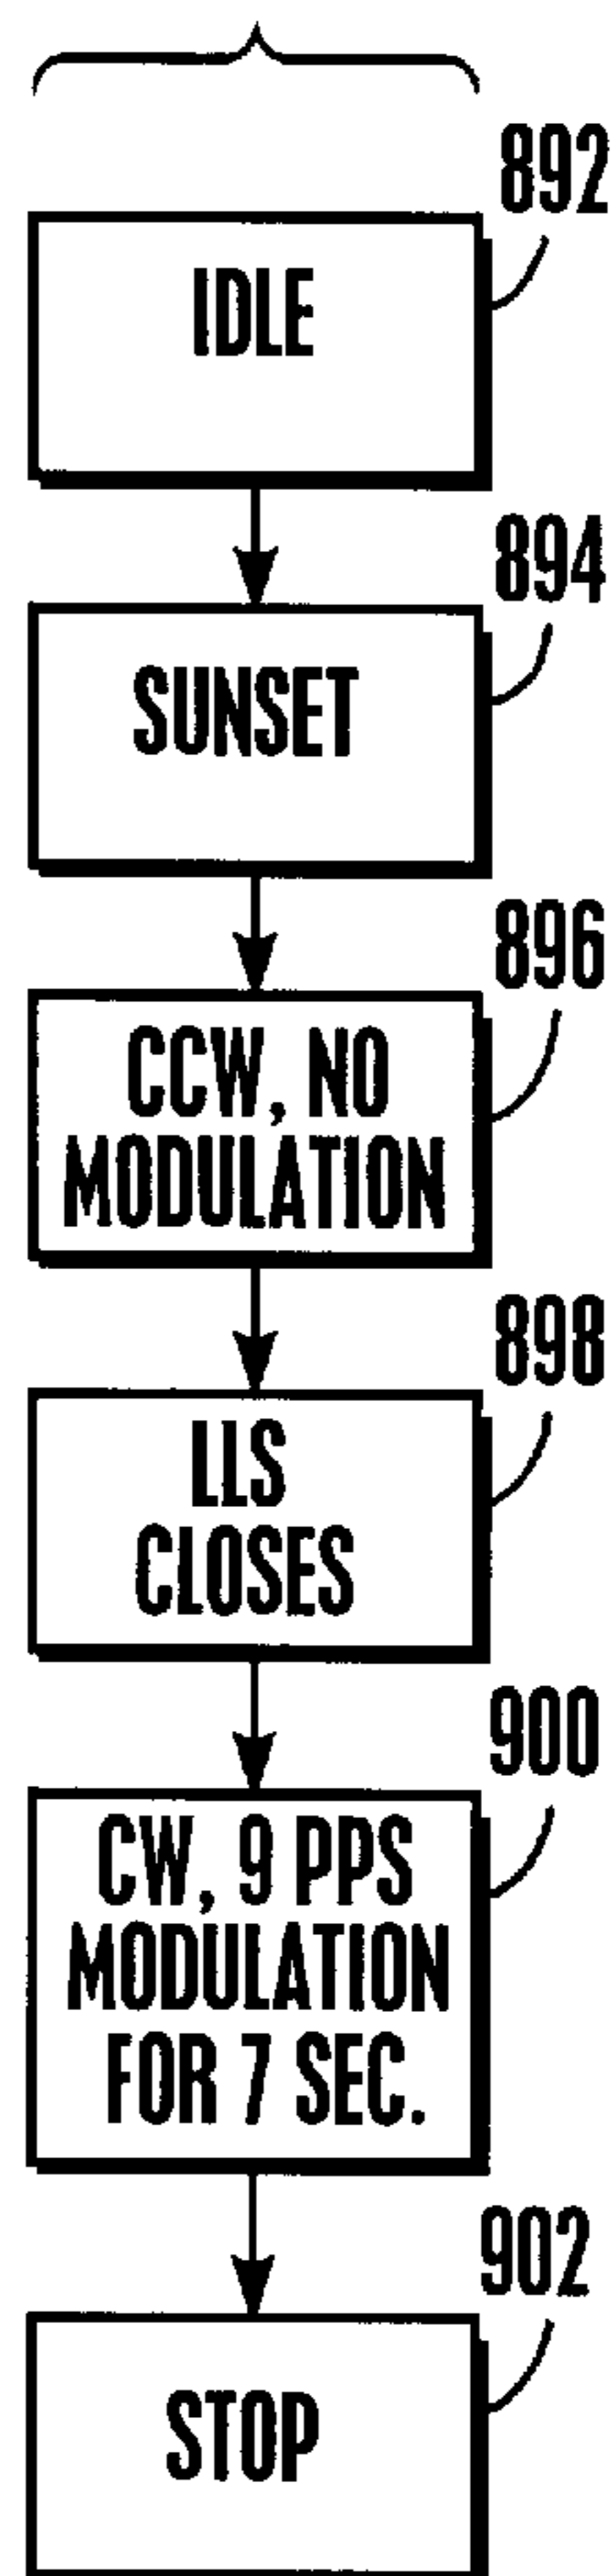 892
IDLE
894
SUNSET
896
CCW, NO
MODULATION
898
LLS
CLOSES
900
CW, 9 PPS
MODULATION
FOR 7 SEC.
902
STOP